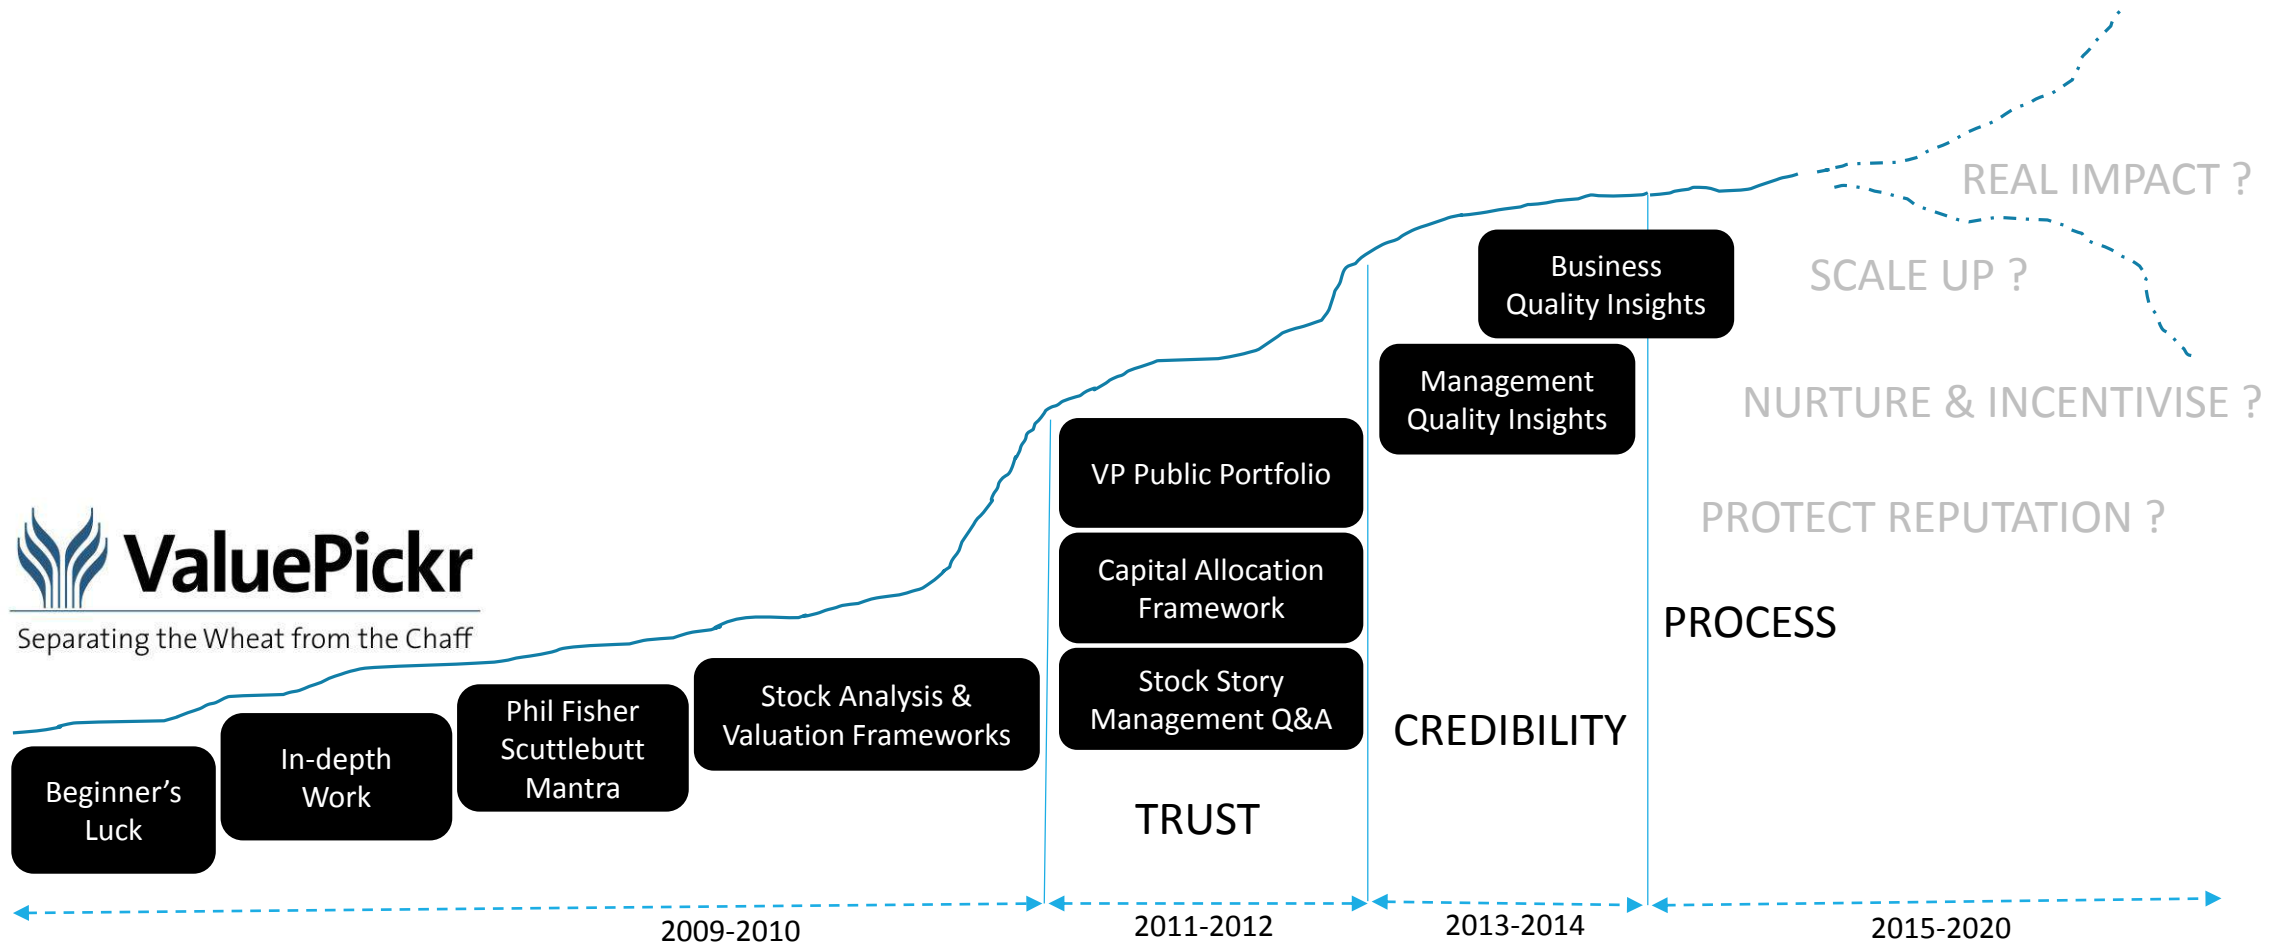 REAL IMPACT ?
Business
Quality Insights
SCALE UP ?
Management
Quality Insights
NURTURE & INCENTIVISE ?
VP Public Portfolio
PROTECT REPUTATION ?
ValuePickr
Separating the Wheat from the Chaff
Capital Allocation
Framework
PROCESS
Stock Story
Management Q&A
Stock Analysis &
Valuation Frameworks
Phil Fisher
Scuttlebutt
Mantra
In-depth
Work
Beginner’s
Luck
CREDIBILITY
TRUST
2009-2010
2011-2012
2013-2014
2015-2020